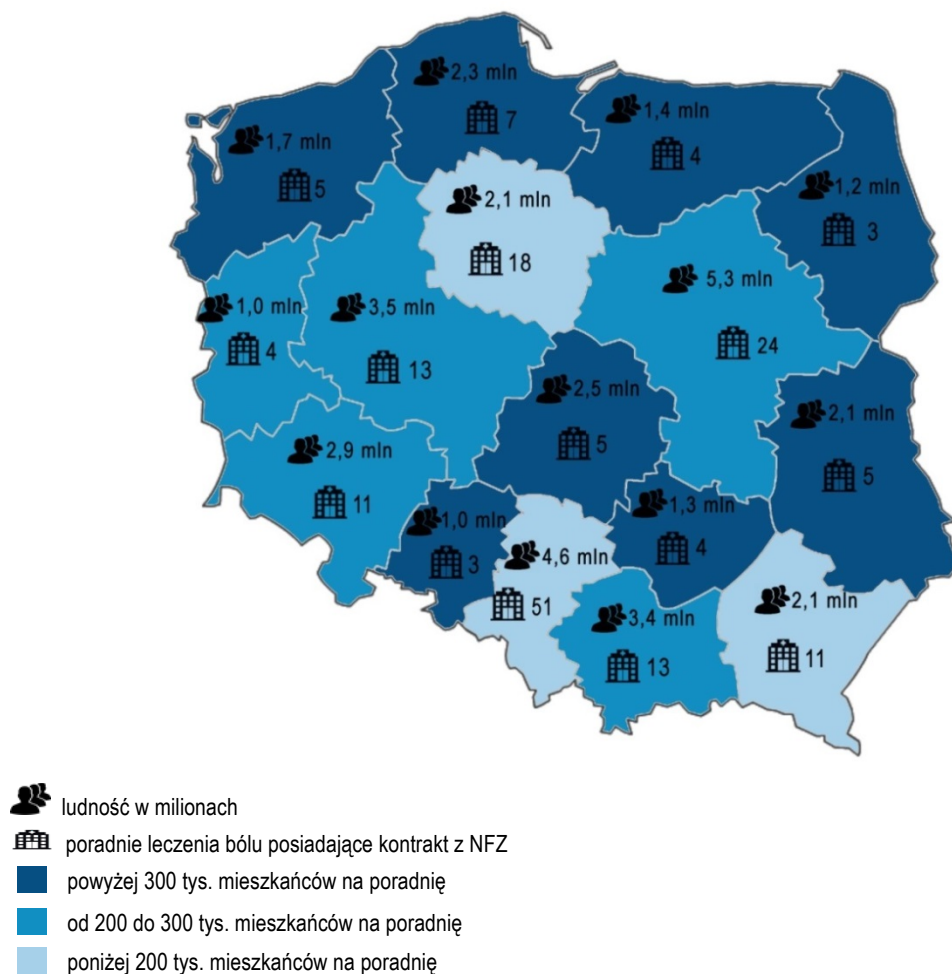 2,3 mln
7
1,4 mln
4
1,7 mln
5
1,2 mln
3
2,1 mln
18
5,3 mln
24
1,0 mln
4
3,5 mln
13
2,5 mln
5
2,1 mln
5
2,9 mln
11
1,0 mln
3
4,6 mln
51
1,3 mln
4
3,4 mln
13
2,1 mln
11
ludność w milionach
poradnie leczenia bólu posiadające kontrakt z NFZ
powyżej 300 tys. mieszkańców na poradnię
od 200 do 300 tys. mieszkańców na poradnię
poniżej 200 tys. mieszkańców na poradnię